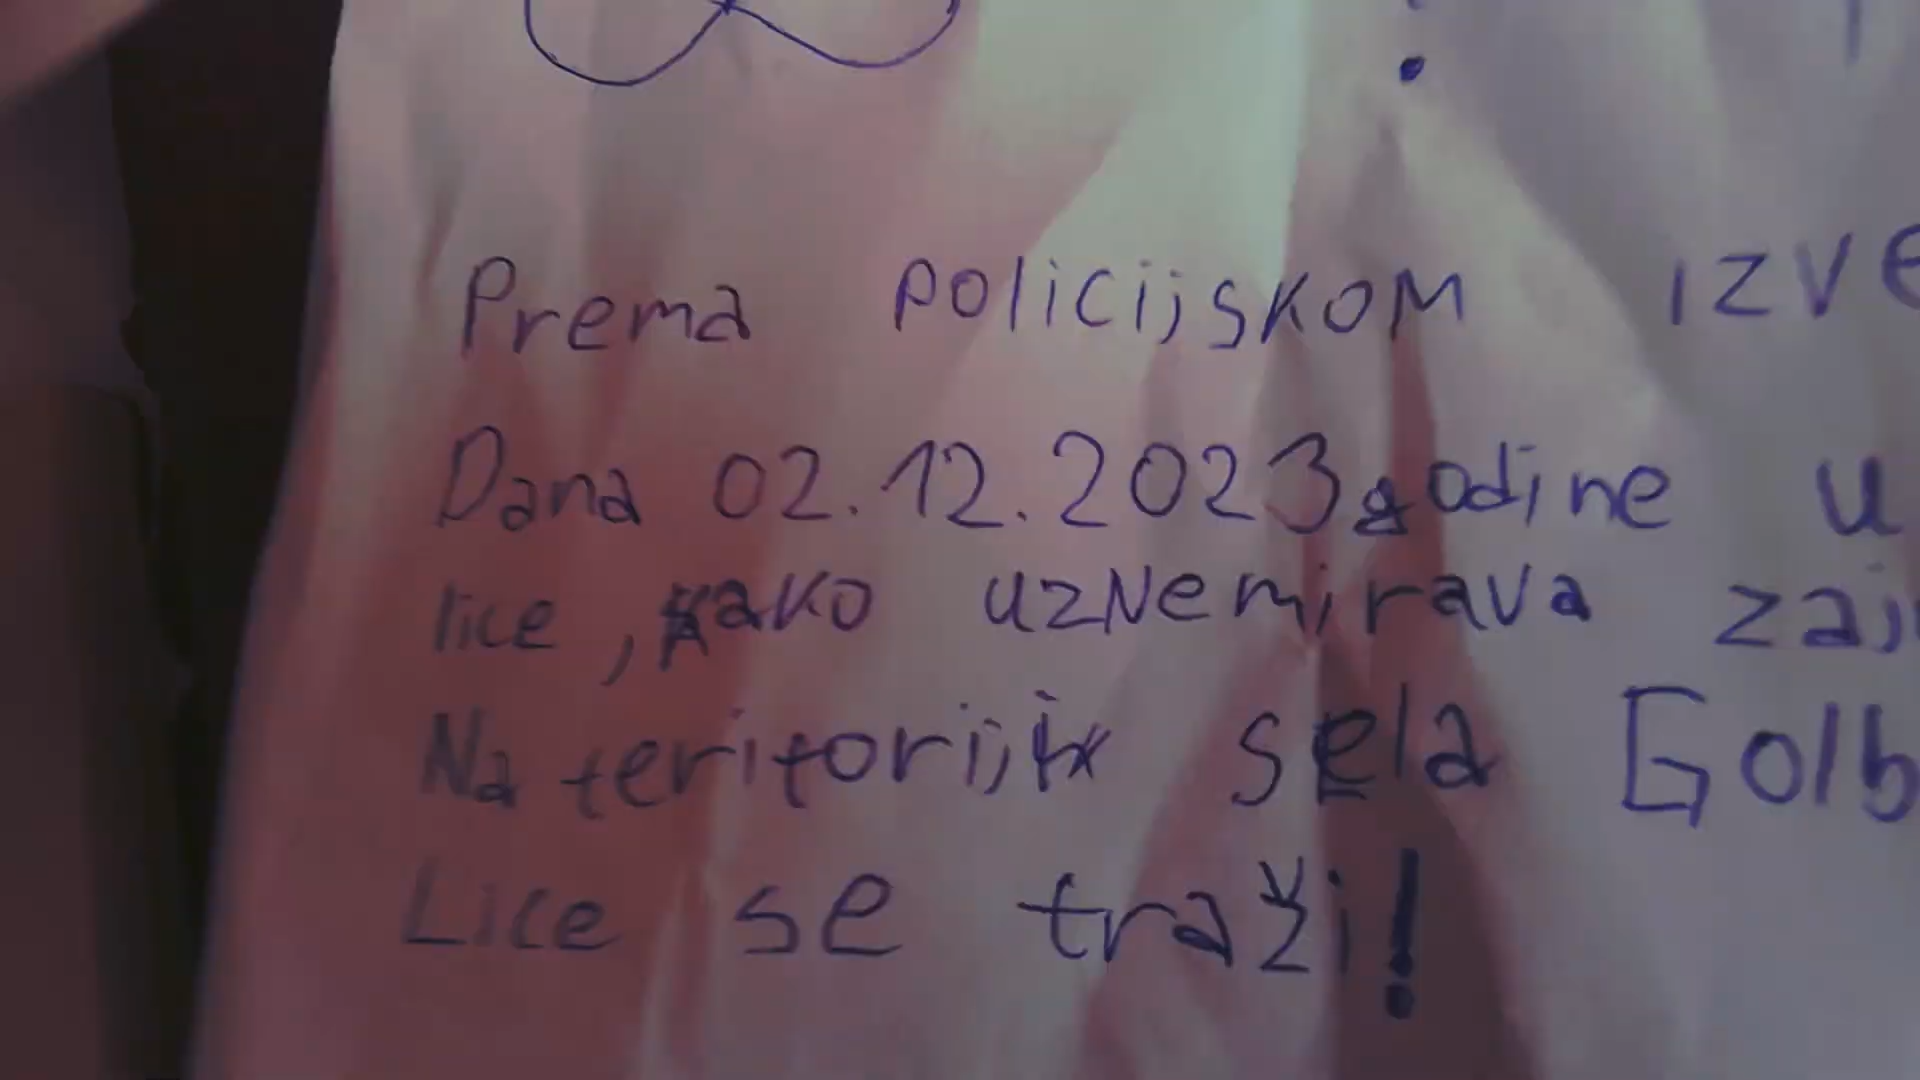 Prema policijskom izve
Dana 02.12.2023 godine u
lice, kako uznemirava zaj
Na teritoriji sela Golb
Lice se traži!